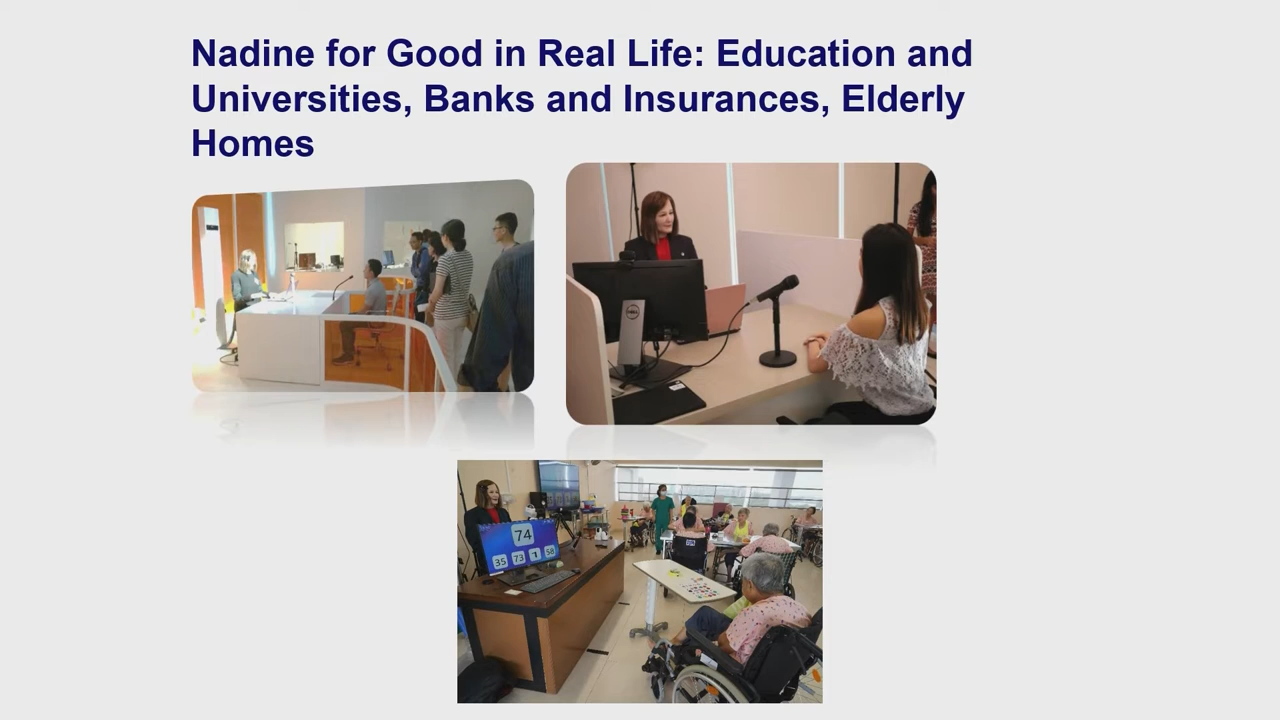 Nadine for Good in Real Life: Education and
Universities, Banks and Insurances, Elderly
Homes
DELL
74
35 73 1 58